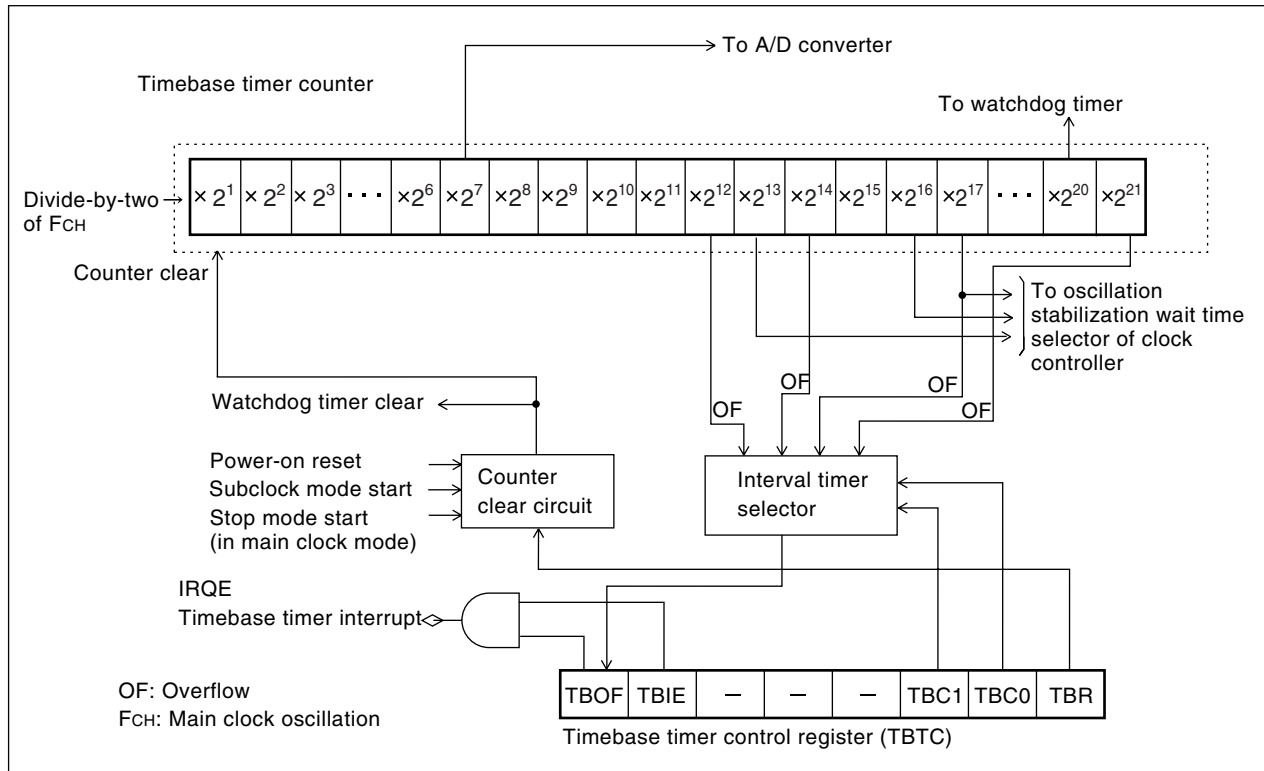 To A/D converter
Timebase timer counter
To watchdog timer
Divide-by-two
of FCH
× 2¹ × 2² × 2³ · · · ×2⁶ ×2⁷ ×2⁸ ×2⁹ ×2¹⁰ ×2¹¹ ×2¹² ×2¹³ ×2¹⁴ ×2¹⁵ ×2¹⁶ ×2¹⁷ · · · ×2²⁰ ×2²¹
Counter clear
To oscillation
stabilization wait time
selector of clock
controller
OF
OF
OF
OF
Watchdog timer clear
Power-on reset
Subclock mode start
Stop mode start
(in main clock mode)
Counter
clear circuit
Interval timer
selector
IRQE
Timebase timer interrupt
TBOF TBIE – – – TBC1 TBC0 TBR
OF: Overflow
FCH: Main clock oscillation
Timebase timer control register (TBTC)